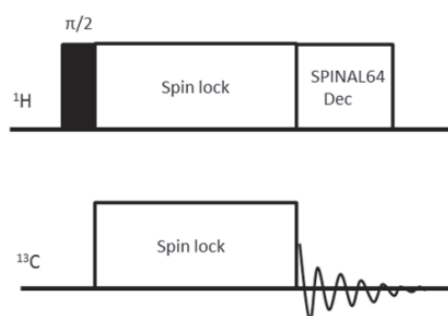 π/2
¹H
Spin lock
SPINAL64
Dec
¹³C
Spin lock